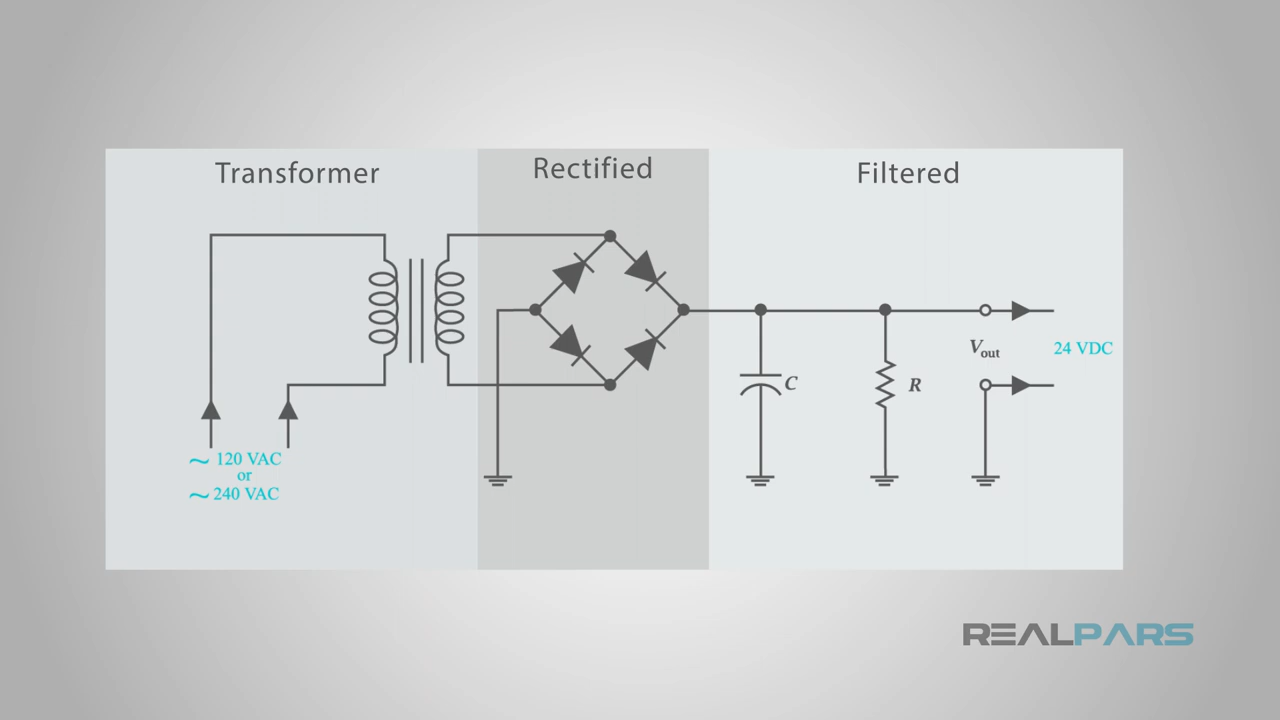 Transformer
Rectified
Filtered
~ 120 VAC
or
~ 240 VAC
C
R
Vout
24 VDC
REALPARS